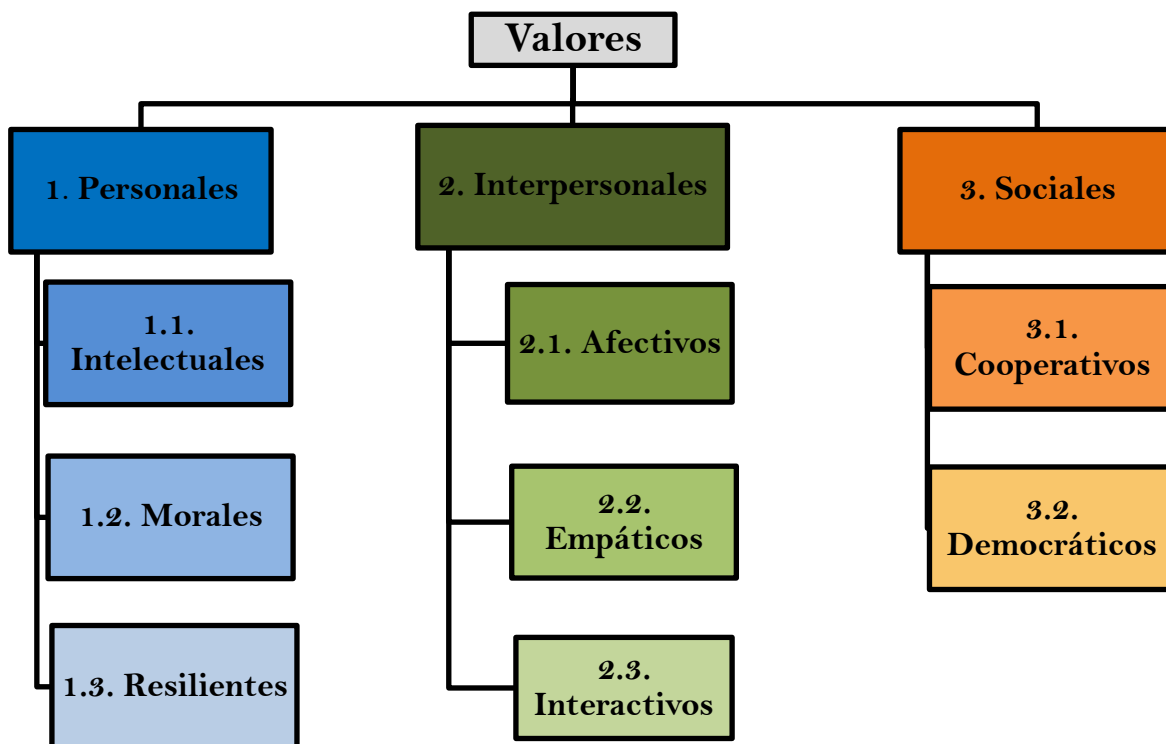 Valores
1. Personales
2. Interpersonales
3. Sociales
1.1.
Intelectuales
2.1. Afectivos
3.1.
Cooperativos
1.2. Morales
2.2.
Empáticos
3.2.
Democráticos
1.3. Resilientes
2.3.
Interactivos